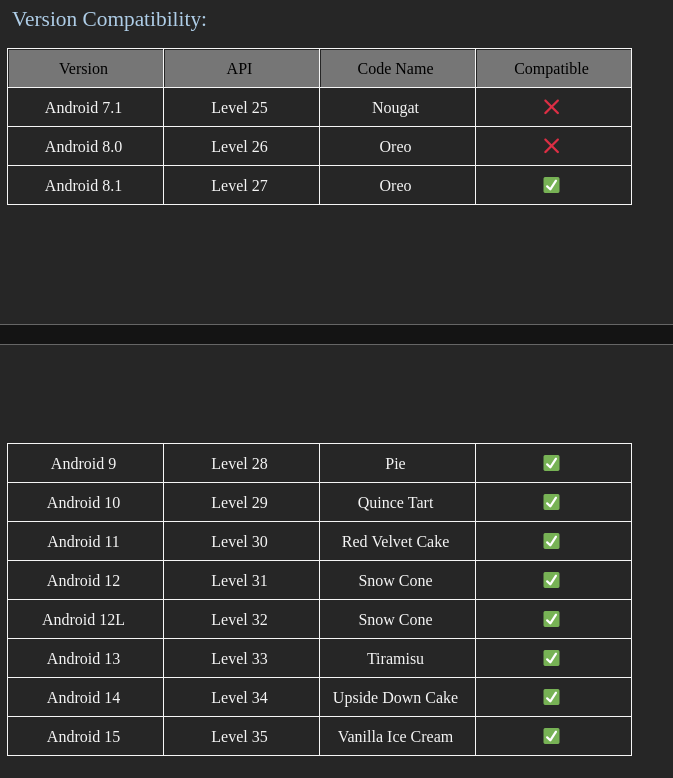 Version Compatibility:
Version API Code Name Compatible
Android 7.1 Level 25 Nougat ❌
Android 8.0 Level 26 Oreo ❌
Android 8.1 Level 27 Oreo ✅
Android 9 Level 28 Pie ✅
Android 10 Level 29 Quince Tart ✅
Android 11 Level 30 Red Velvet Cake ✅
Android 12 Level 31 Snow Cone ✅
Android 12L Level 32 Snow Cone ✅
Android 13 Level 33 Tiramisu ✅
Android 14 Level 34 Upside Down Cake ✅
Android 15 Level 35 Vanilla Ice Cream ✅